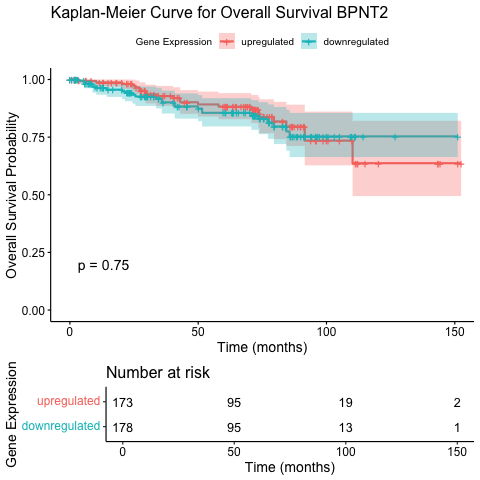 Kaplan-Meier Curve for Overall Survival BPNT2
Gene Expression upregulated downregulated
Overall Survival Probability
1.00
0.75
0.50
0.25
0.00
p = 0.75
0 50 100 150
Time (months)
Number at risk
Gene Expression
upregulated 173 95 19 2
downregulated 178 95 13 1
0 50 100 150
Time (months)